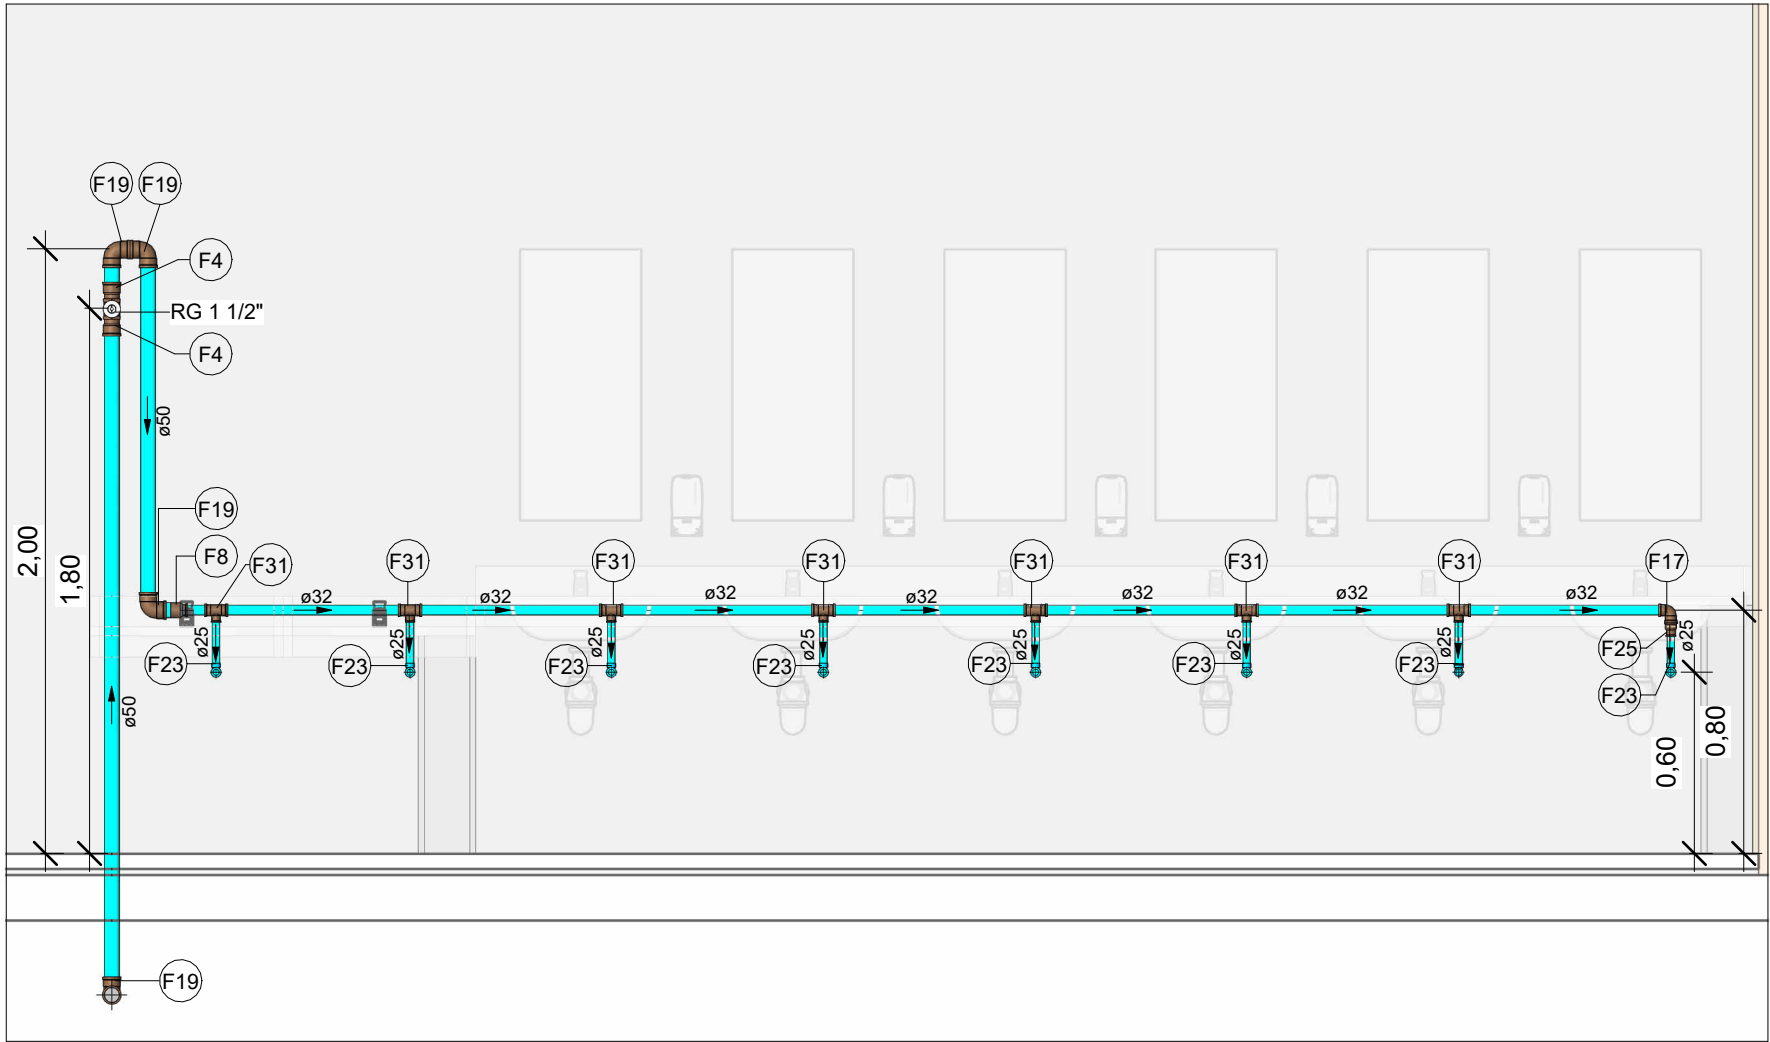 F19 F19
F4
RG 1 1/2"
F4
ø50
2,00
1,80
F19
F8 F31 F31 F31 F31 F31 F31 F31 F17
ø32 ø32 ø32 ø32 ø32 ø32 ø32
ø25 ø25 ø25 ø25 ø25 ø25 ø25 ø25
F25
F23 F23 F23 F23 F23 F23 F23 F23
ø50
0,60
0,80
F19